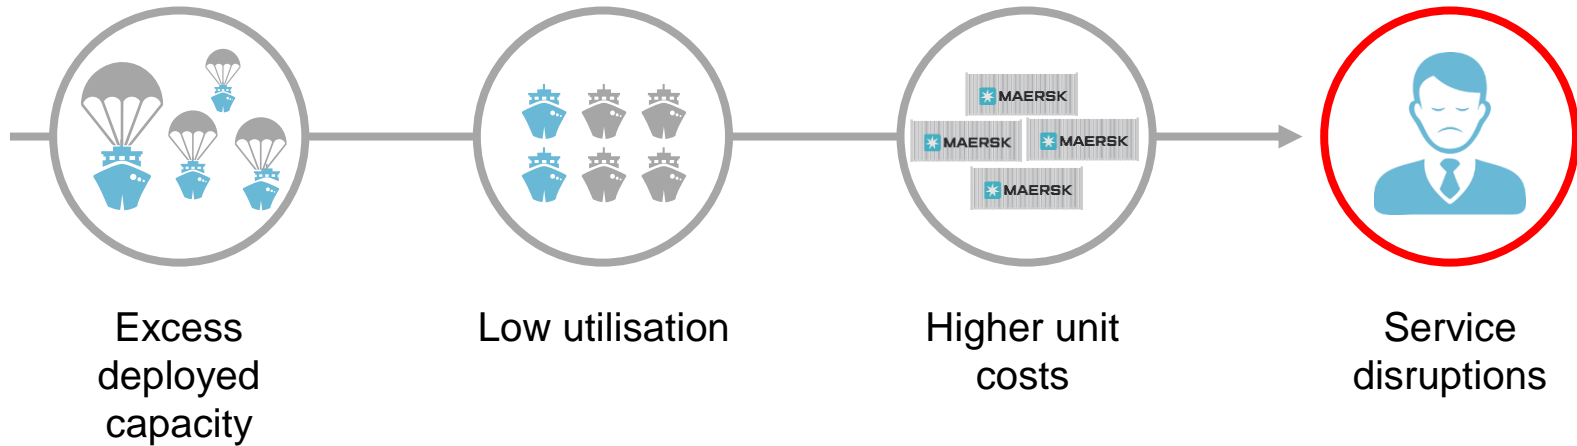 MAERSK
MAERSK
MAERSK
MAERSK
Excess
deployed
capacity
Low utilisation
Higher unit
costs
Service
disruptions